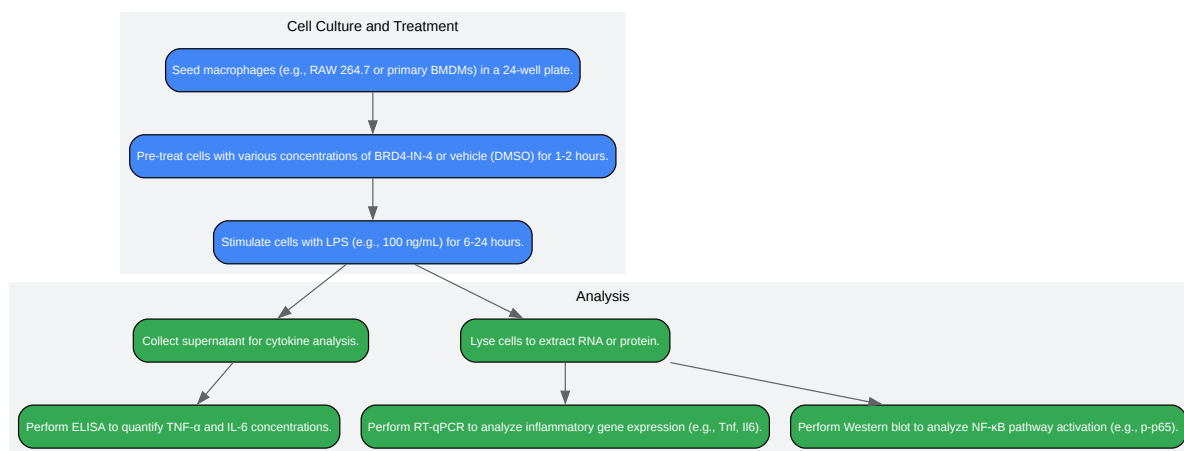 Cell Culture and Treatment
Seed macrophages (e.g., RAW 264.7 or primary BMDMs) in a 24-well plate.
Pre-treat cells with various concentrations of BRD4-IN-4 or vehicle (DMSO) for 1-2 hours.
Stimulate cells with LPS (e.g., 100 ng/mL) for 6-24 hours.
Analysis
Collect supernatant for cytokine analysis.
Lyse cells to extract RNA or protein.
Perform ELISA to quantify TNF-α and IL-6 concentrations.
Perform RT-qPCR to analyze inflammatory gene expression (e.g., Tnf, Il6).
Perform Western blot to analyze NF-κB pathway activation (e.g., p-p65).